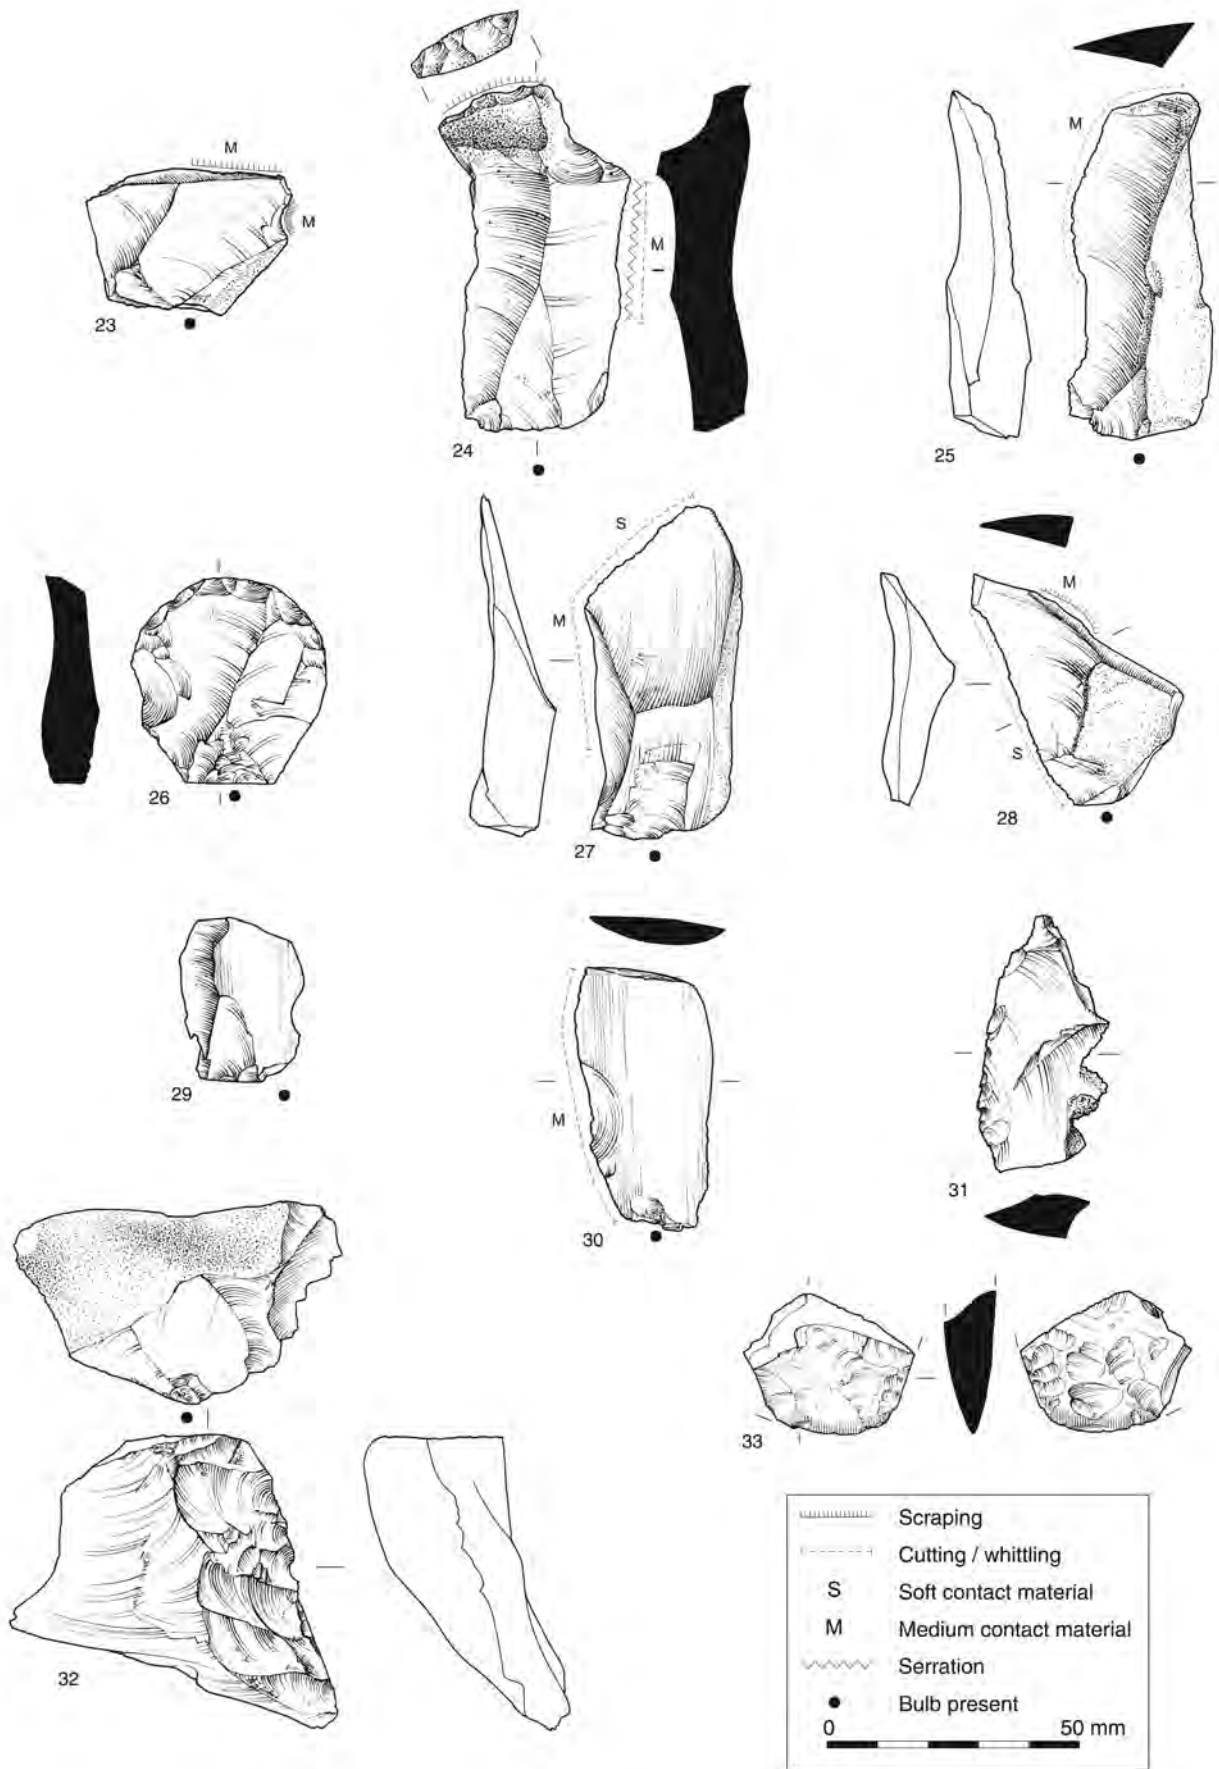 M
M
23
M
24
M
25
26
S
M
27
M
S
28
29
M
30
31
32
33
Scraping
Cutting / whittling
S Soft contact material
M Medium contact material
Serration
Bulb present
0 50 mm